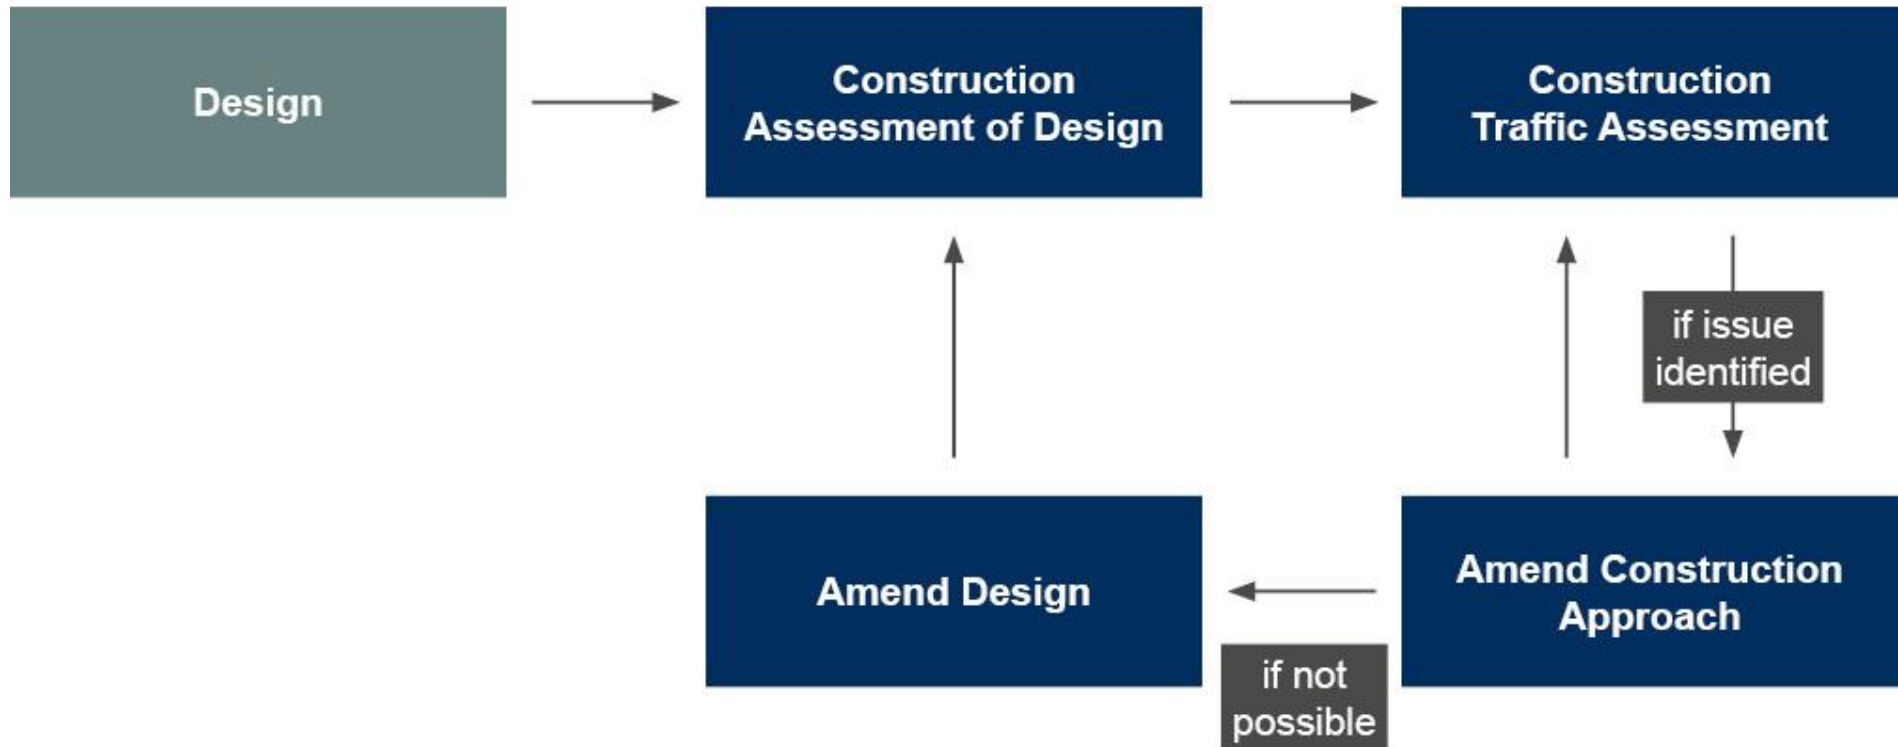 Design
Construction
Assessment of Design
Construction
Traffic Assessment
if issue
identified
Amend Design
Amend Construction
Approach
if not
possible